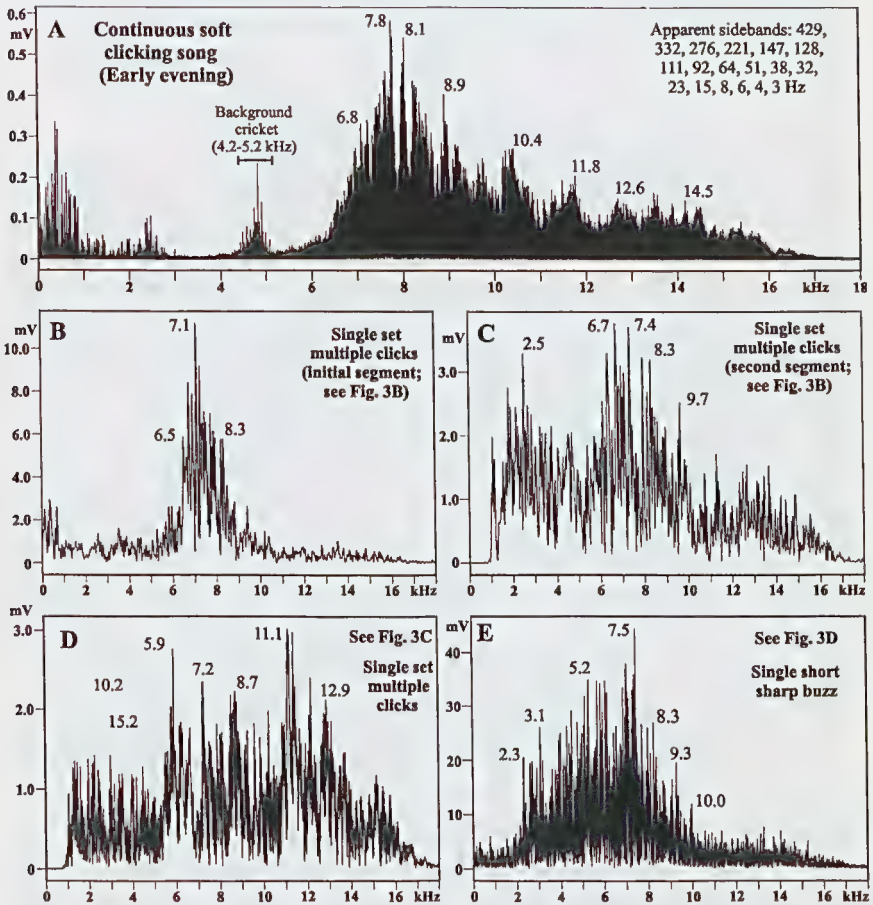 A
Continuous soft
clicking song
(Early evening)
Apparent sidebands: 429,
332, 276, 221, 147, 128,
111, 92, 64, 51, 38, 32,
23, 15, 8, 6, 4, 3 Hz
Background
cricket
(4.2-5.2 kHz)
6.8
7.8
8.1
8.9
10.4
11.8
12.6
14.5
0.6
mV
0.5
0.4
0.3
0.2
0.1
0
0 2 4 6 8 10 12 14 16 kHz 18
B
mV
Single set
multiple clicks
(initial segment;
see Fig. 3B)
7.1
6.5
8.3
10.0
8.0
6.0
4.0
2.0
0
0 2 4 6 8 10 12 14 16 kHz
C
mV
Single set
multiple clicks
(second segment;
see Fig. 3B)
2.5
6.7
7.4
8.3
9.7
3.0
2.0
1.0
0
0 2 4 6 8 10 12 14 16 kHz
D
mV
See Fig. 3C
Single set
multiple
clicks
10.2
15.2
5.9
7.2
8.7
11.1
12.9
3.0
2.0
1.0
0
0 2 4 6 8 10 12 14 16 kHz
E
mV
See Fig. 3D
Single short
sharp buzz
2.3
3.1
5.2
7.5
8.3
9.3
10.0
40
30
20
10
0
0 2 4 6 8 10 12 14 16 kHz